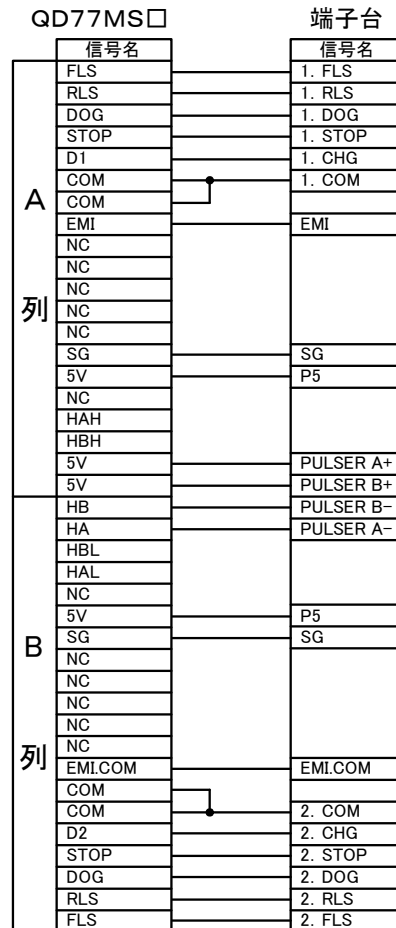 QD77MS□ 端子台
信号名 信号名
A列
FLS 1. FLS
RLS 1. RLS
DOG 1. DOG
STOP 1. STOP
D1 1. CHG
COM 1. COM
COM
EMI EMI
NC
NC
NC
NC
NC
SG SG
5V P5
NC
HAH
HBH
5V PULSER A+
5V PULSER B+
B列
HB PULSER B-
HA PULSER A-
HBL
HAL
NC
5V P5
SG SG
NC
NC
NC
NC
NC
EMI.COM EMI.COM
COM
COM 2. COM
D2 2. CHG
STOP 2. STOP
DOG 2. DOG
RLS 2. RLS
FLS 2. FLS